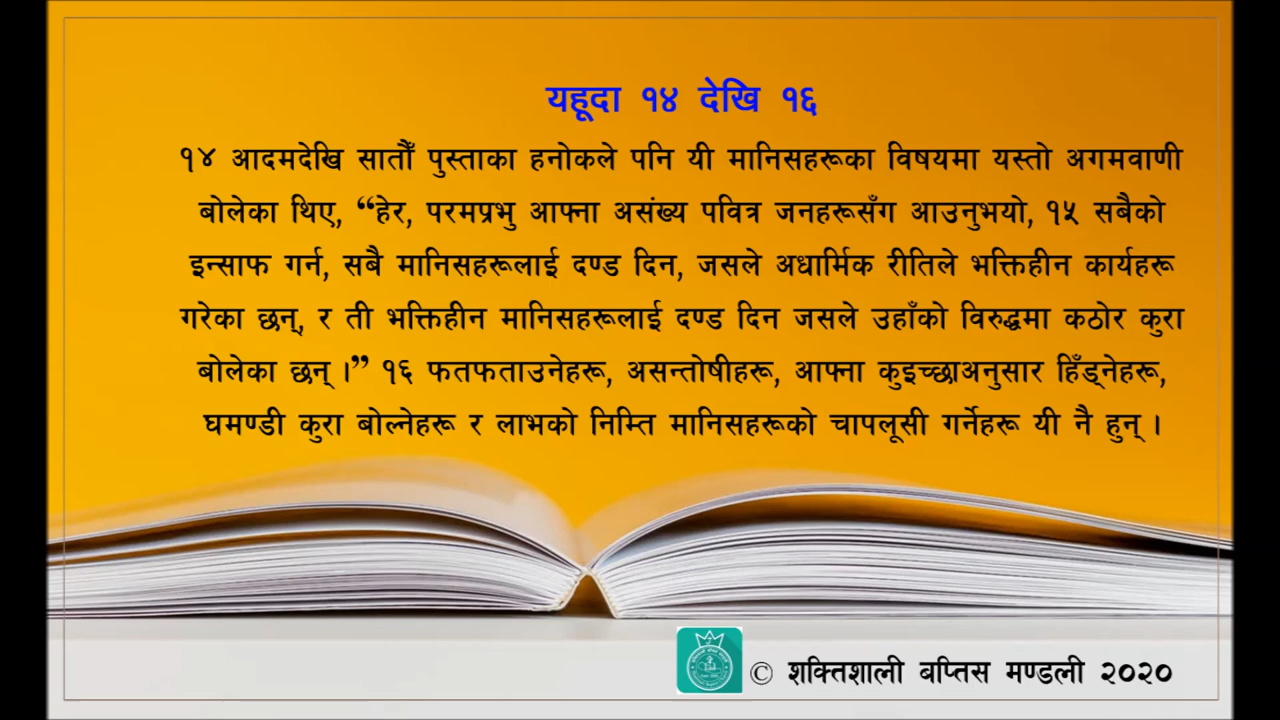 यहूदा १४ देखि १६
१४ आदमदेखि सातौँ पुस्ताका हनोकले पनि यी मानिसहरूका विषयमा यस्तो अगमवाणी
बोलेका थिए, “हेर, परमप्रभु आफ्ना असंख्य पवित्र जनहरूसँग आउनुभयो, १५ सबैको
इन्साफ गर्न, सबै मानिसहरूलाई दण्ड दिन, जसले अधार्मिक रीतिले भक्तिहीन कार्यहरू
गरेका छन्, र ती भक्तिहीन मानिसहरूलाई दण्ड दिन जसले उहाँको विरुद्धमा कठोर कुरा
बोलेका छन् ।” १६ फतफताउनेहरू, असन्तोषीहरू, आफ्ना कुइच्छाअनुसार हिँड्नेहरू,
घमण्डी कुरा बोल्नेहरू र लाभको निम्ति मानिसहरूको चापलूसी गर्नेहरू यी नै हुन् ।
© शक्तिशाली बप्तिस मण्डली २०२०